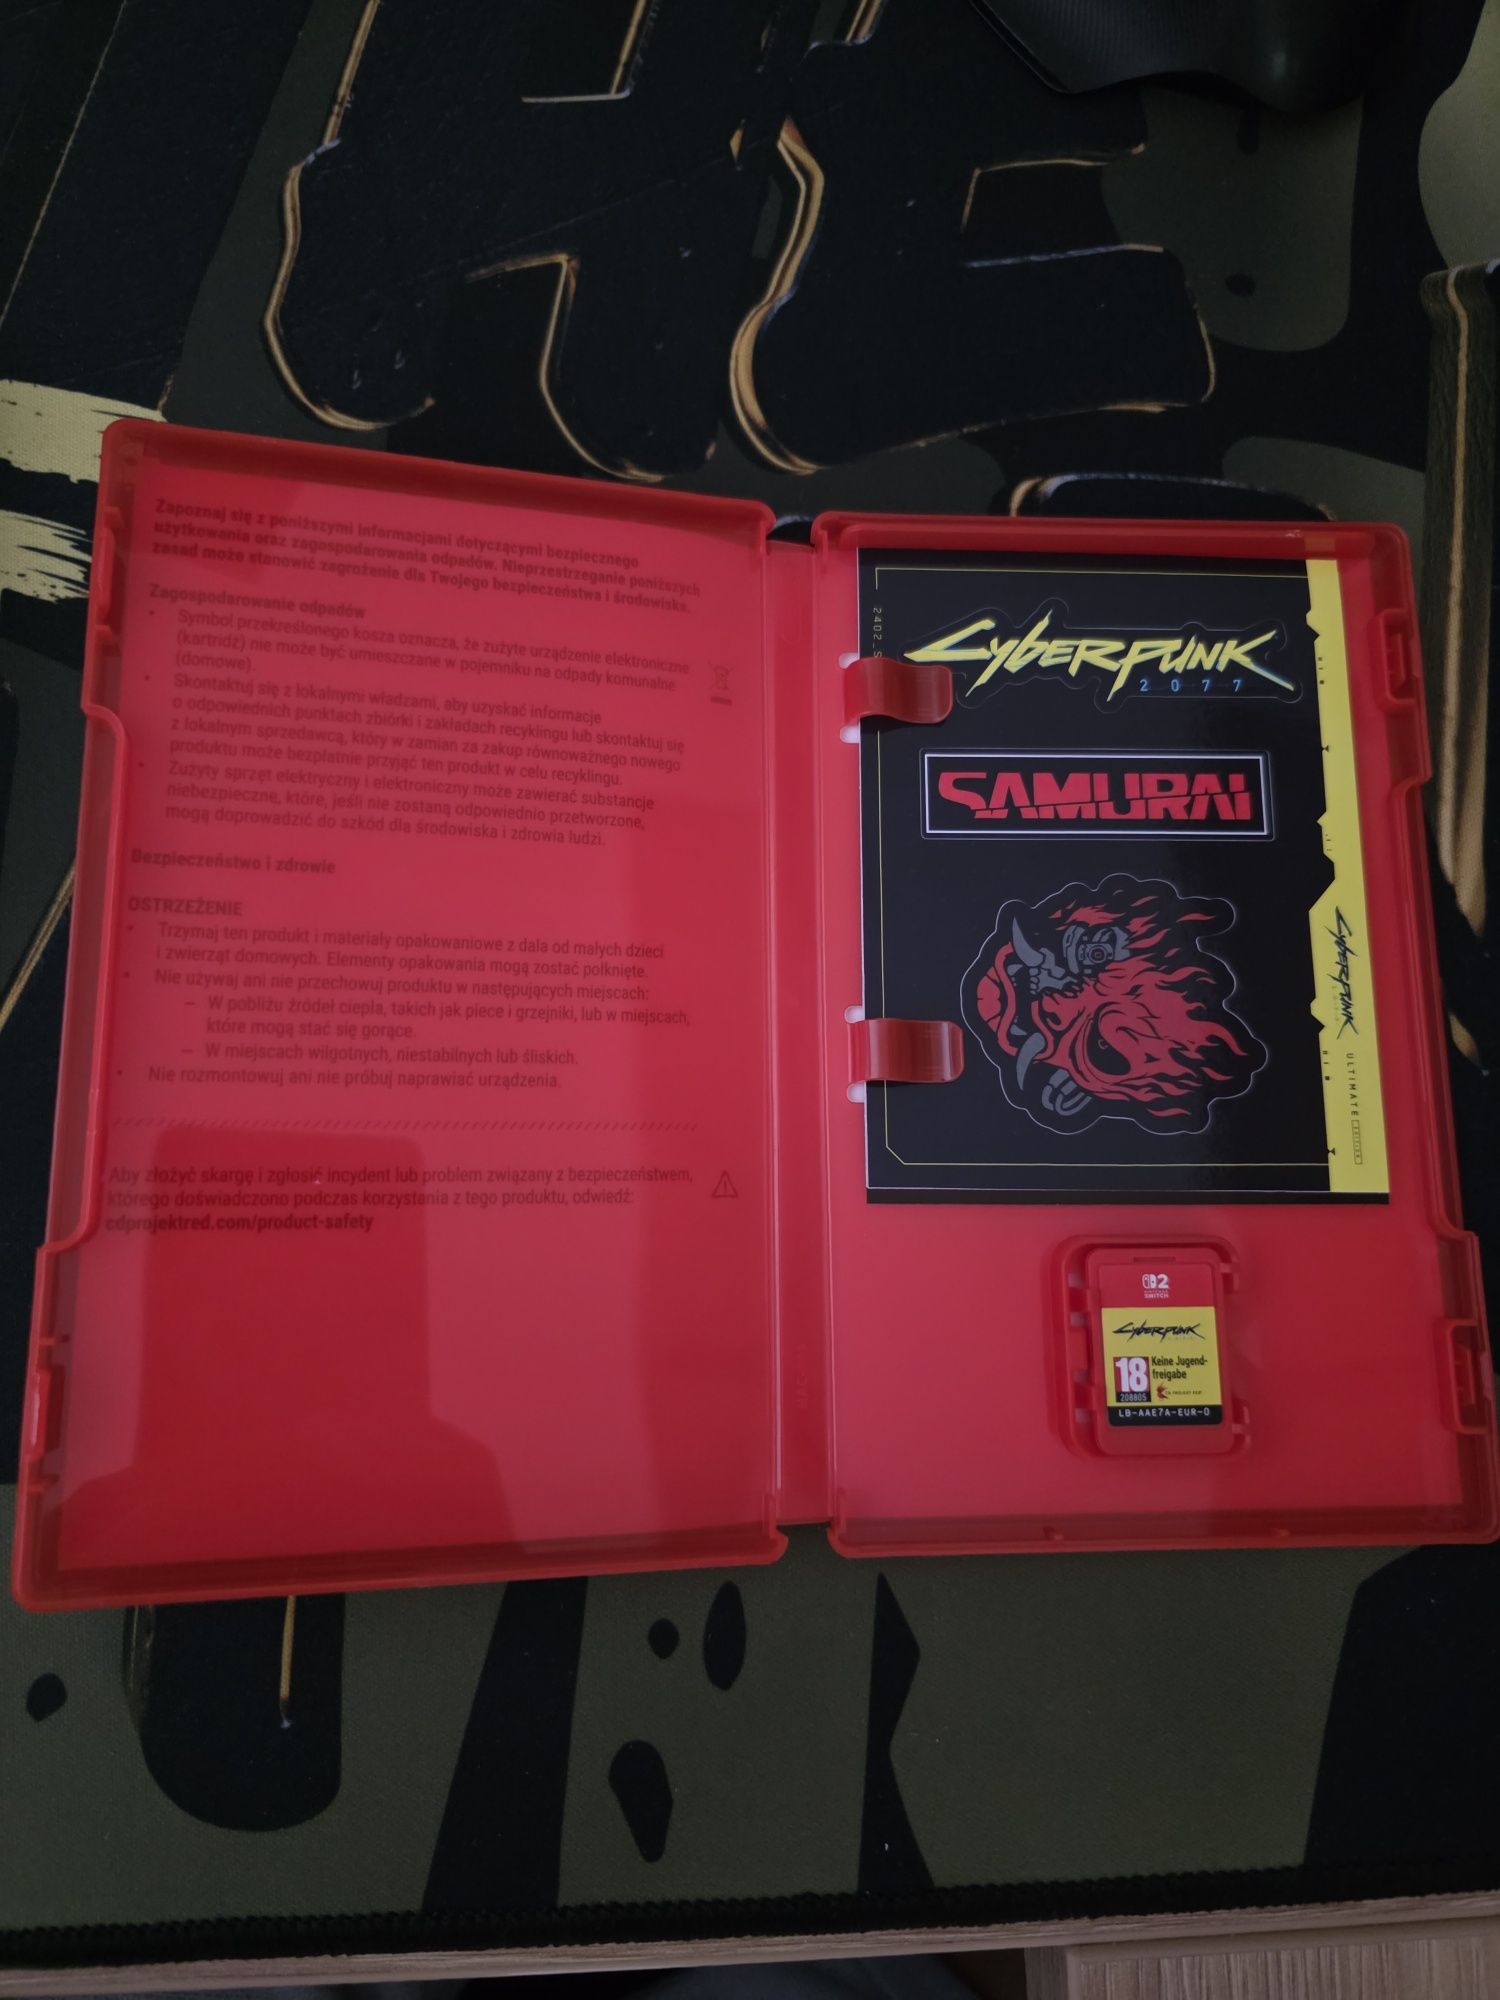 Zapoznaj się z poniższymi informacjami dotyczącymi bezpiecznego
użytkowania oraz zagospodarowania odpadów. Nieprzestrzeganie poniższych
zasad może stanowić zagrożenie dla Twojego bezpieczeństwa i środowiska.
Zagospodarowanie odpadów
• Symbol przekreślonego kosza oznacza, że zużyte urządzenie elektroniczne
(kartridż) nie może być umieszczane w pojemniku na odpady komunalne
(domowe).
• Skontaktuj się z lokalnymi władzami, aby uzyskać informacje
o odpowiednich punktach zbiórki i zakładach recyklingu lub skontaktuj się
z lokalnym sprzedawcą, który w zamian za zakup równoważnego nowego
produktu może bezpłatnie przyjąć ten produkt w celu recyklingu.
• Zużyty sprzęt elektryczny i elektroniczny może zawierać substancje
niebezpieczne, które, jeśli nie zostaną odpowiednio przetworzone,
mogą doprowadzić do szkód dla środowiska i zdrowia ludzi.
Bezpieczeństwo i zdrowie
OSTRZEŻENIE
• Trzymaj ten produkt i materiały opakowaniowe z dala od małych dzieci
i zwierząt domowych. Elementy opakowania mogą zostać połknięte.
• Nie używaj ani nie przechowuj produktu w następujących miejscach:
– W pobliżu źródeł ciepła, takich jak piece i grzejniki, lub w miejscach,
które mogą stać się gorące.
– W miejscach wilgotnych, niestabilnych lub śliskich.
• Nie rozmontowuj ani nie próbuj naprawiać urządzenia.
Aby złożyć skargę i zgłosić incydent lub problem związany z bezpieczeństwem,
którego doświadczono podczas korzystania z tego produktu, odwiedź:
cdprojektred.com/product-safety
2402_S
Cyberpunk
2077
SAMURAI
Cyberpunk
ULTIMATE EDITION
2
NINTENDO
SWITCH
Cyberpunk
18
208805
Keine Jugend-
freigabe
CD PROJEKT RED
LB-AAE7A-EUR-0